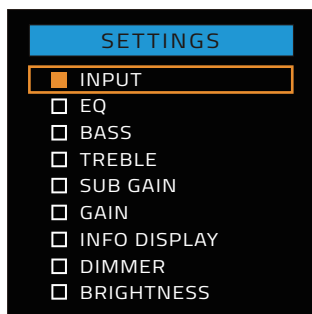 SETTINGS
INPUT
EQ
BASS
TREBLE
SUB GAIN
GAIN
INFO DISPLAY
DIMMER
BRIGHTNESS